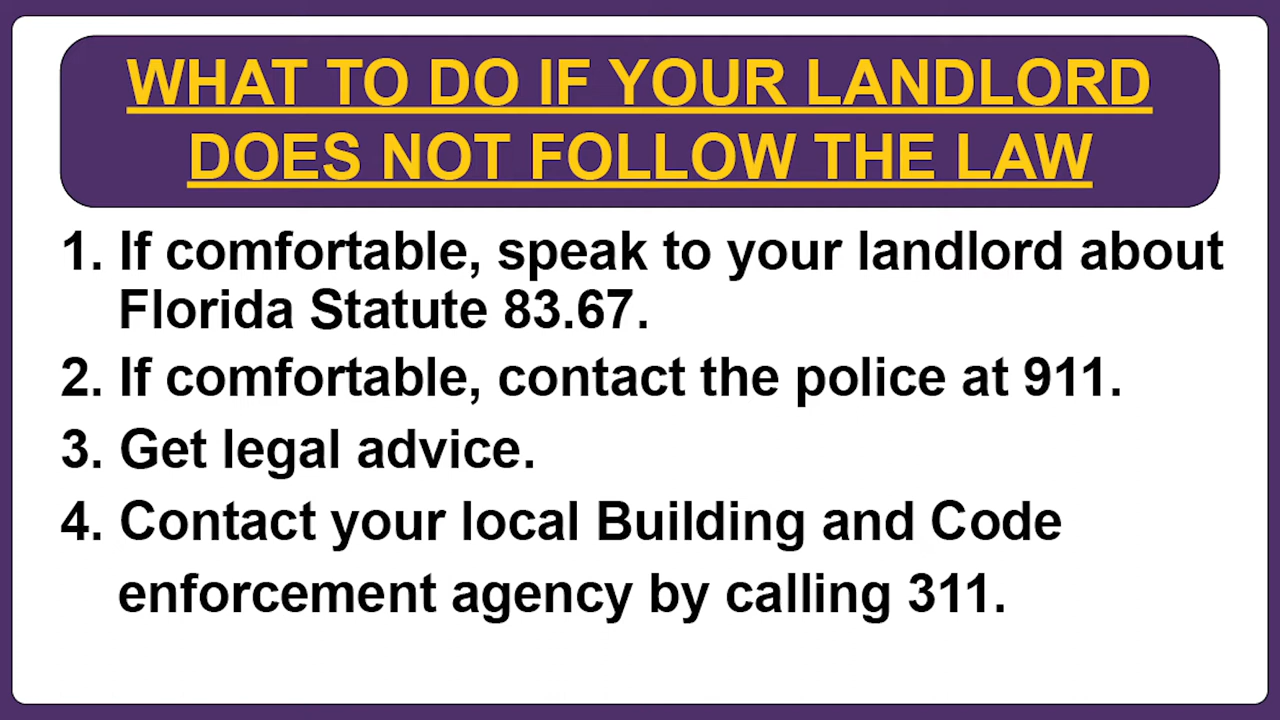 WHAT TO DO IF YOUR LANDLORD
DOES NOT FOLLOW THE LAW
1. If comfortable, speak to your landlord about
Florida Statute 83.67.
2. If comfortable, contact the police at 911.
3. Get legal advice.
4. Contact your local Building and Code
enforcement agency by calling 311.